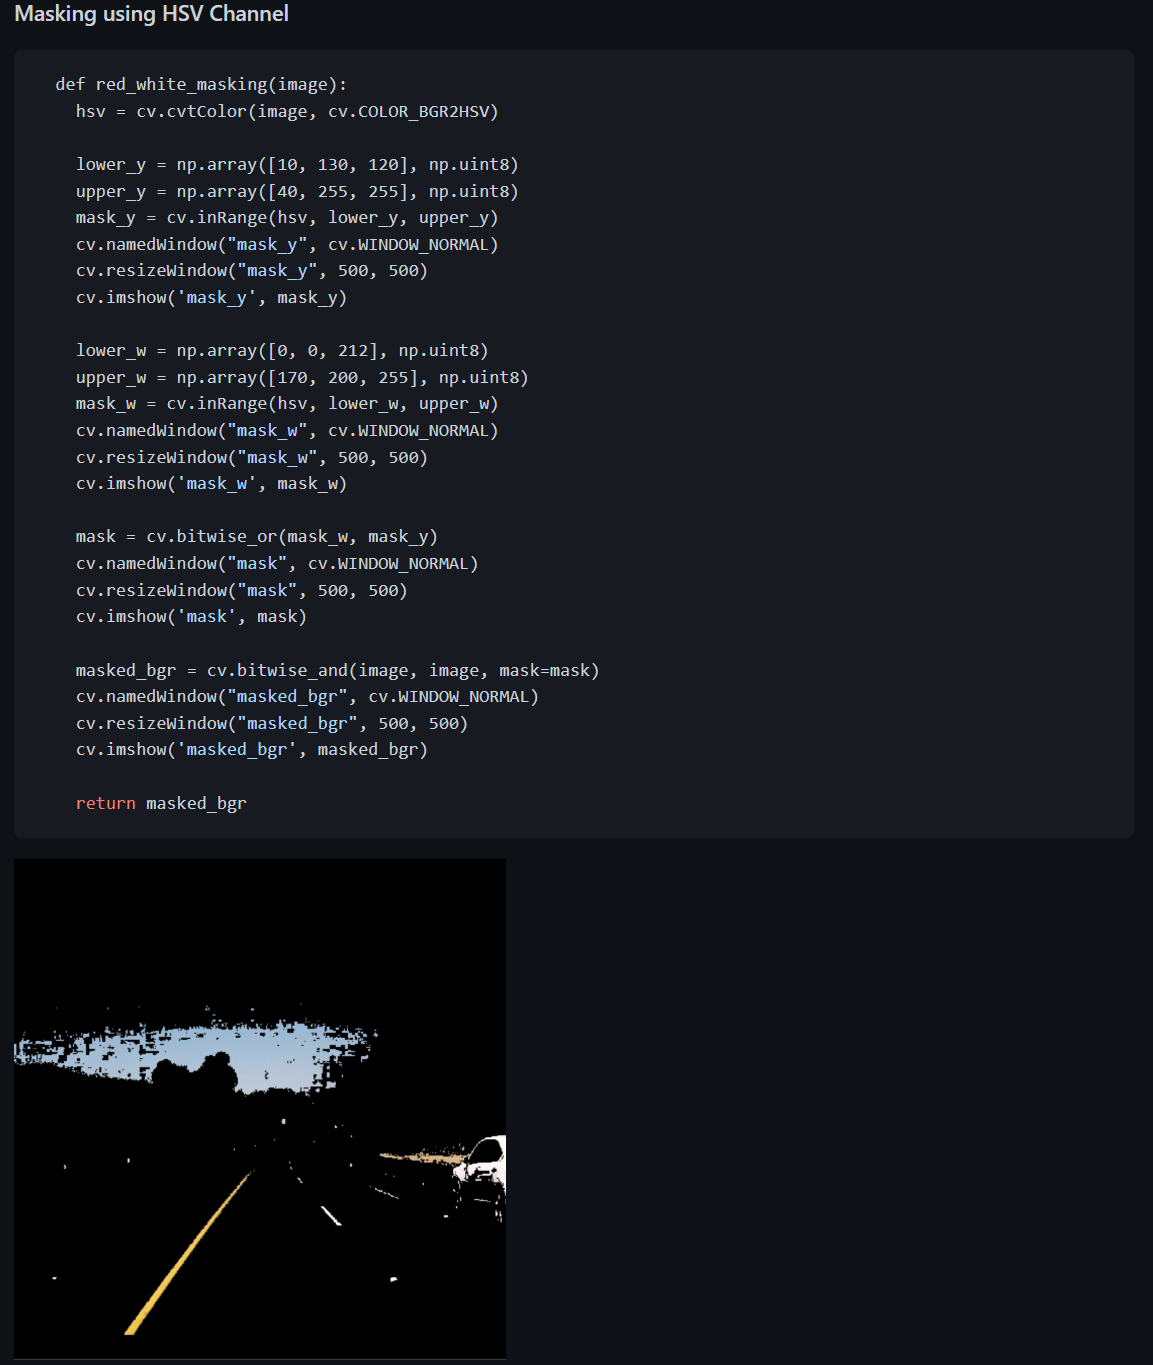 Masking using HSV Channel
def red_white_masking(image):
hsv = cv.cvtColor(image, cv.COLOR_BGR2HSV)
lower_y = np.array([10, 130, 120], np.uint8)
upper_y = np.array([40, 255, 255], np.uint8)
mask_y = cv.inRange(hsv, lower_y, upper_y)
cv.namedWindow("mask_y", cv.WINDOW_NORMAL)
cv.resizeWindow("mask_y", 500, 500)
cv.imshow('mask_y', mask_y)
lower_w = np.array([0, 0, 212], np.uint8)
upper_w = np.array([170, 200, 255], np.uint8)
mask_w = cv.inRange(hsv, lower_w, upper_w)
cv.namedWindow("mask_w", cv.WINDOW_NORMAL)
cv.resizeWindow("mask_w", 500, 500)
cv.imshow('mask_w', mask_w)
mask = cv.bitwise_or(mask_w, mask_y)
cv.namedWindow("mask", cv.WINDOW_NORMAL)
cv.resizeWindow("mask", 500, 500)
cv.imshow('mask', mask)
masked_bgr = cv.bitwise_and(image, image, mask=mask)
cv.namedWindow("masked_bgr", cv.WINDOW_NORMAL)
cv.resizeWindow("masked_bgr", 500, 500)
cv.imshow('masked_bgr', masked_bgr)
return masked_bgr